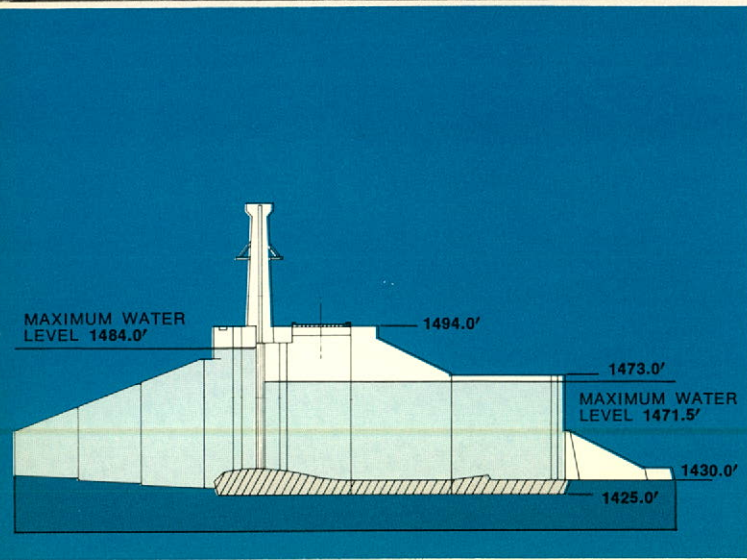 MAXIMUM WATER
LEVEL 1484.0′
1494.0′
1473.0′
MAXIMUM WATER
LEVEL 1471.5′
1430.0′
1425.0′